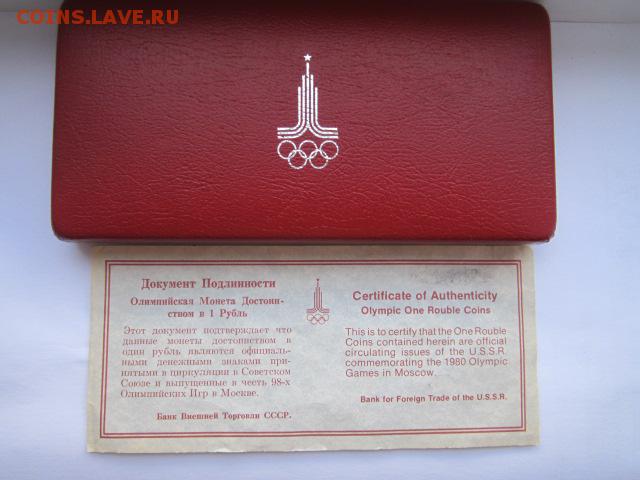 COINS.LAVE.RU
Документ Подлинности
Олимпийская Монета Достоин-
ством в 1 Рубль
Этот документ подтверждает что
данные монеты достоинством в
один рубль являются официаль-
ными денежными знаками при-
нятыми в циркуляции в Советском
Союзе и выпущенные в честь 98-х
Олимпийских Игр в Москве.
Банк Внешней Торговли СССР.
Certificate of Authenticity
Olympic One Rouble Coins
This is to certify that the One Rouble
Coins contained herein are official
circulating issues of the U.S.S.R.
commemorating the 1980 Olympic
Games in Moscow.
Bank for Foreign Trade of the U.S.S.R.